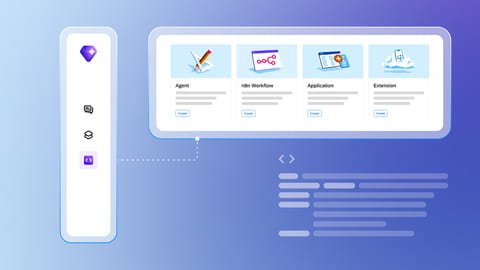 Agent
n8n Workflow
Application
Extension
Create
Create
Create
Create